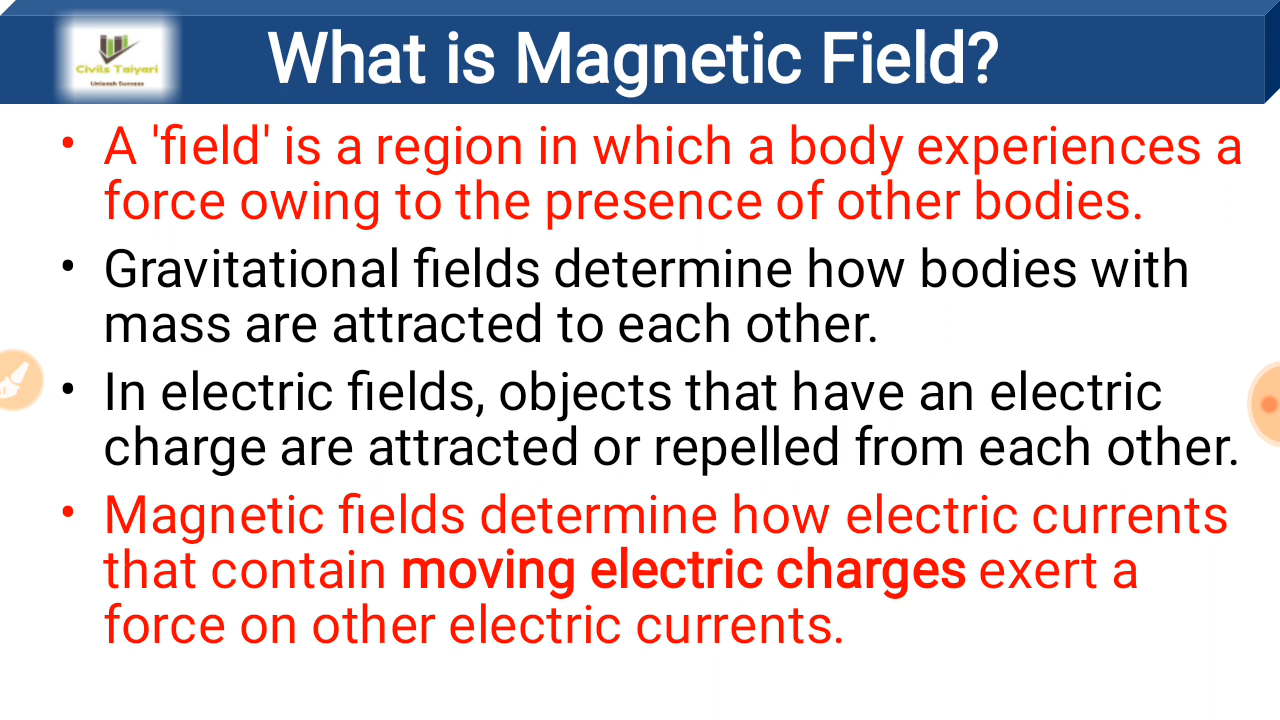 Civils Taiyari
Unleash Success
What is Magnetic Field?
• A 'field' is a region in which a body experiences a
force owing to the presence of other bodies.
• Gravitational fields determine how bodies with
mass are attracted to each other.
• In electric fields, objects that have an electric
charge are attracted or repelled from each other.
• Magnetic fields determine how electric currents
that contain moving electric charges exert a
force on other electric currents.